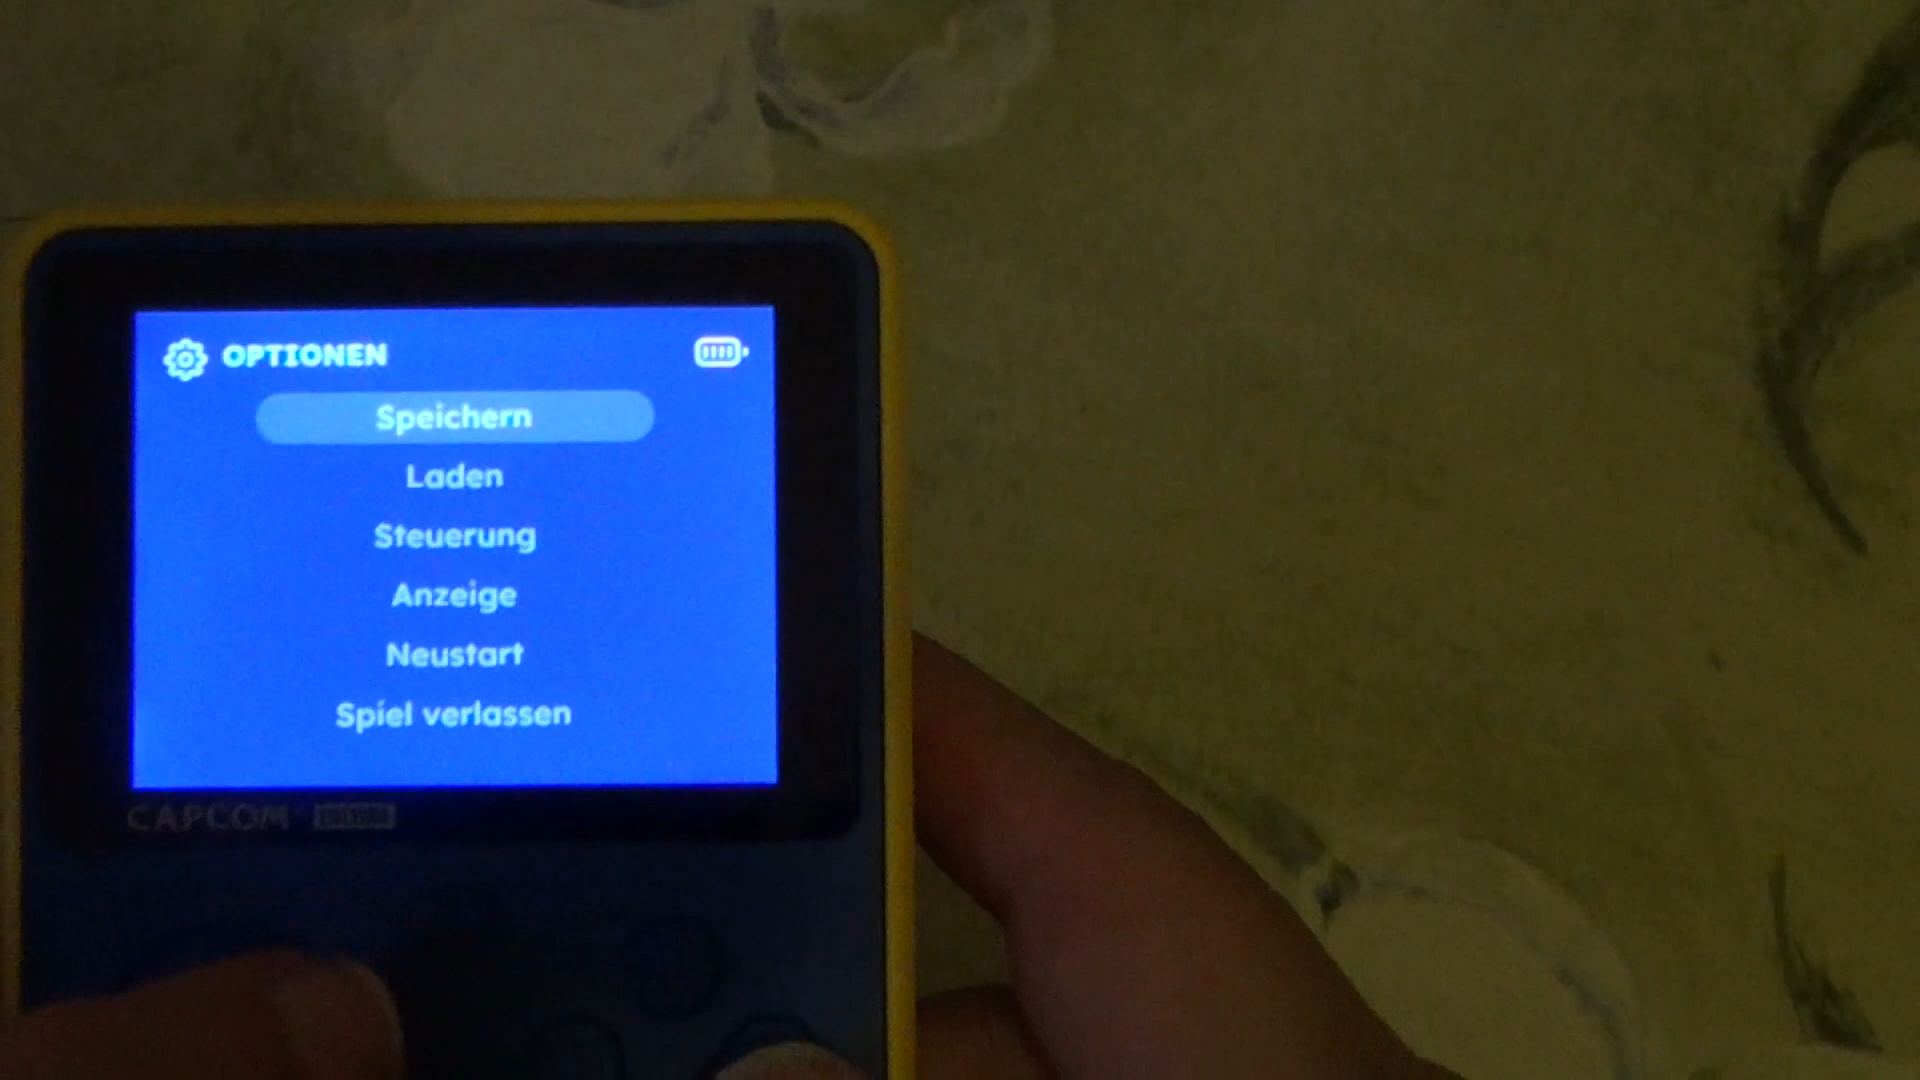 OPTIONEN
Speichern
Laden
Steuerung
Anzeige
Neustart
Spiel verlassen
CAPCOM